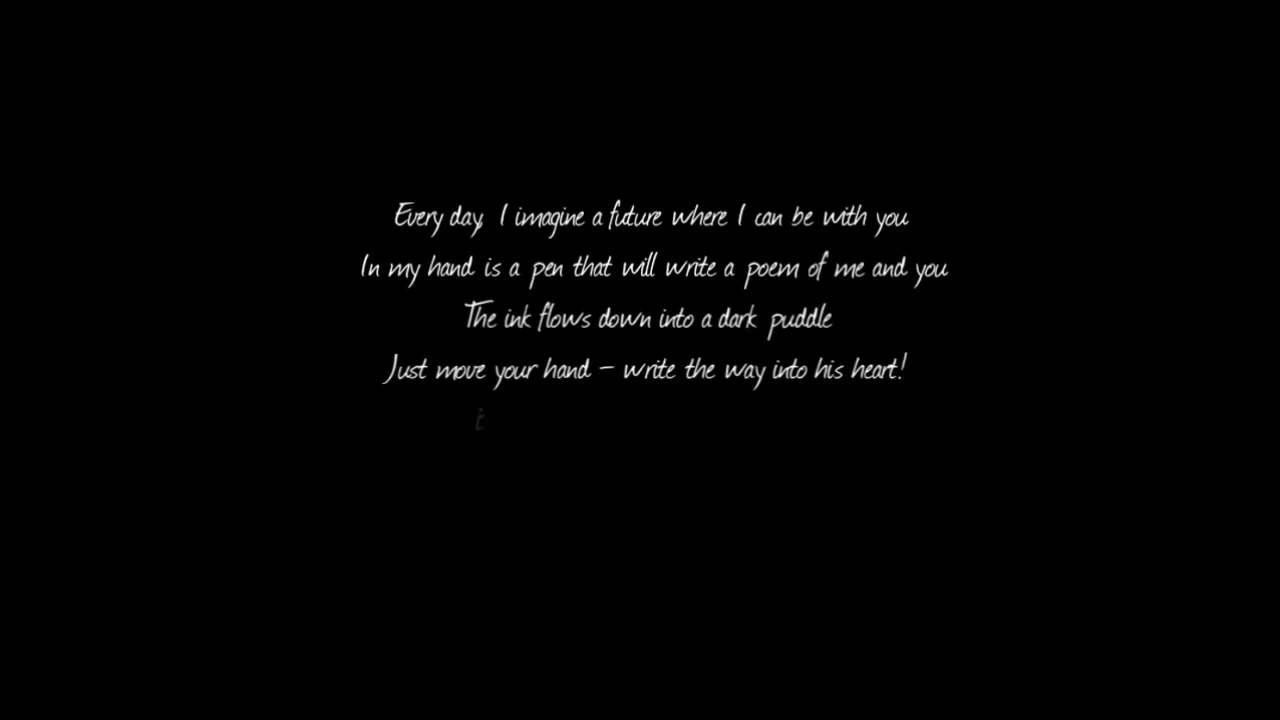 Every day, I imagine a future where I can be with you
In my hand is a pen that will write a poem of me and you
The ink flows down into a dark puddle
Just move your hand – write the way into his heart!